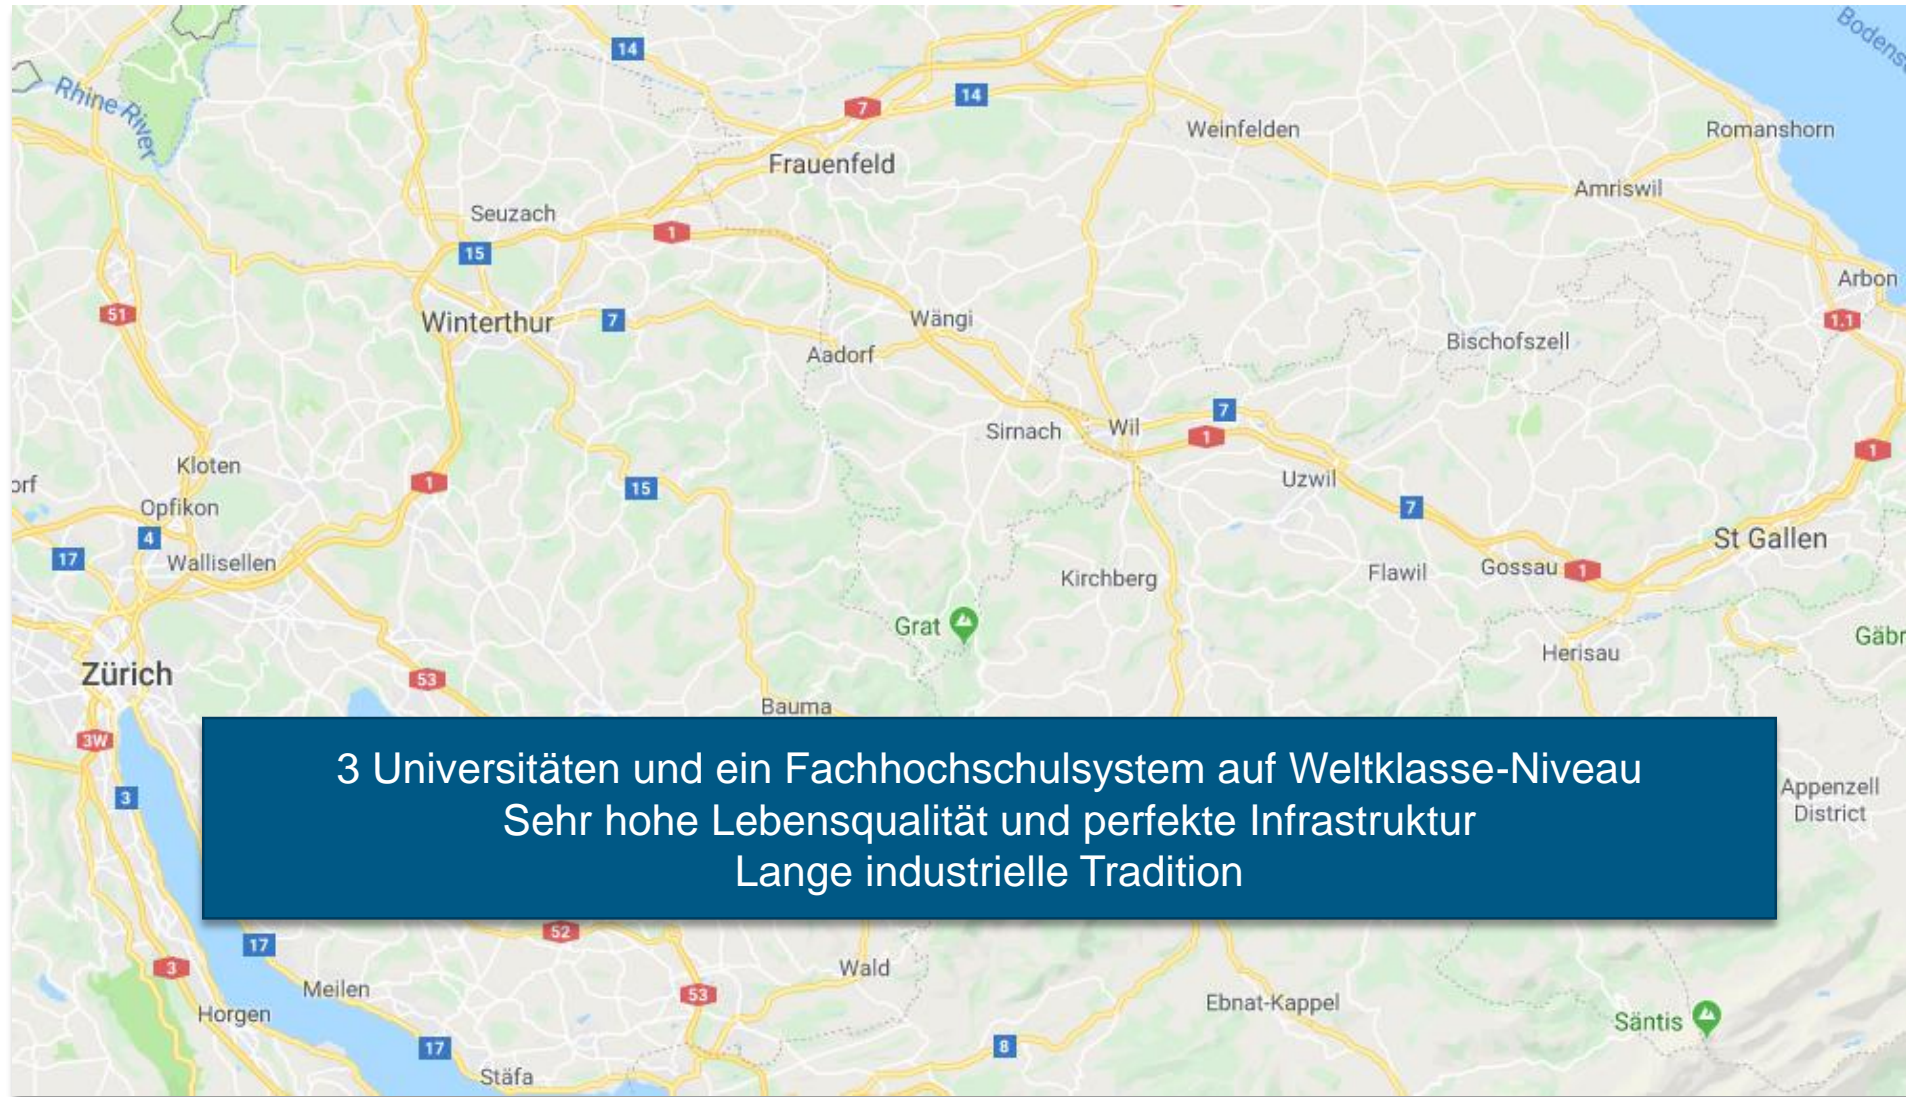 Bodens
14
Rhine River
14
7
Weinfelden
Romanshorn
Frauenfeld
Amriswil
Seuzach
1
15
Arbon
51
Winterthur
7
Wängi
1.1
Bischofszell
Aadorf
7
Sirnach
Wil
1
1
Kloten
Uzwil
orf
1
15
Opfikon
7
4
St Gallen
17
Wallisellen
Kirchberg
Flawil
Gossau
1
Grat
Gäbr
Herisau
Zürich
53
Bauma
3W
3 Universitäten und ein Fachhochschulsystem auf Weltklasse-Niveau
3
Appenzell
District
Sehr hohe Lebensqualität und perfekte Infrastruktur
Lange industrielle Tradition
52
17
3
Wald
Meilen
53
Ebnat-Kappel
Horgen
Säntis
17
8
Stäfa